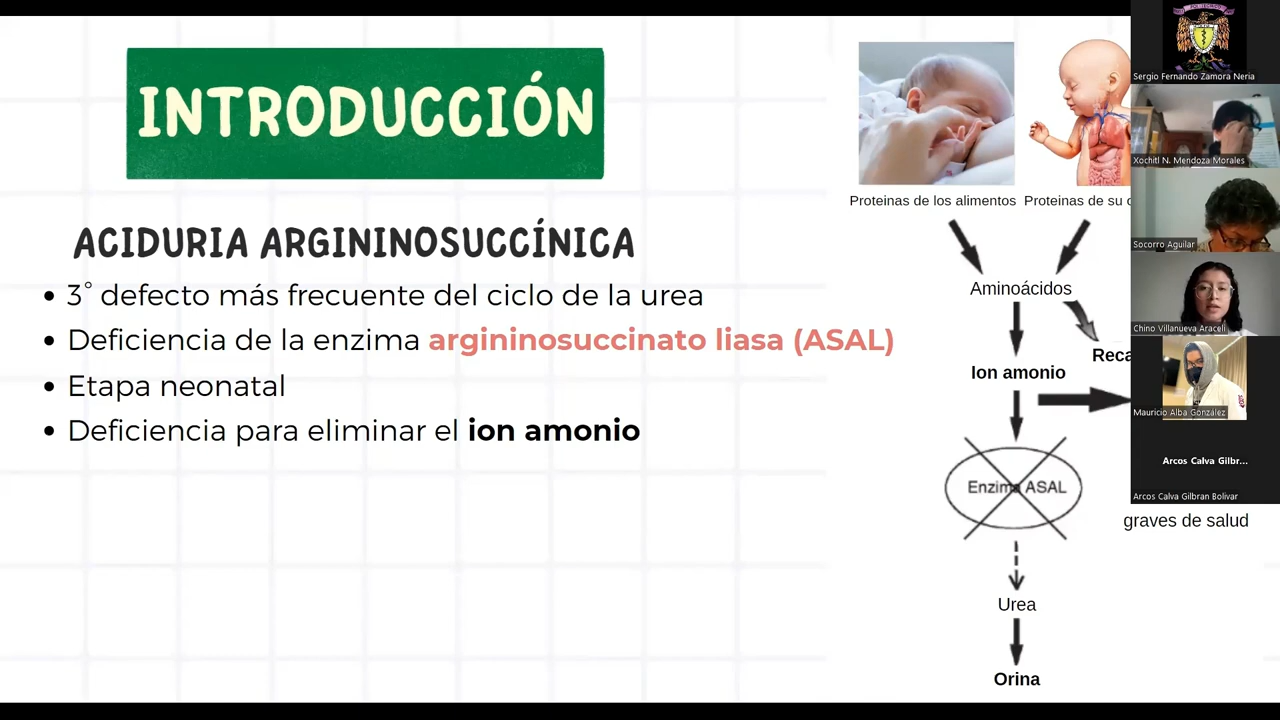 INTRODUCCIÓN
ACIDURIA ARGININOSUCCÍNICA
• 3° defecto más frecuente del ciclo de la urea
• Deficiencia de la enzima argininosuccinato liasa (ASAL)
• Etapa neonatal
• Deficiencia para eliminar el ion amonio
Proteinas de los alimentos
Proteinas de su
Aminoácidos
Ion amonio
Enzima ASAL
graves de salud
Urea
Orina
Sergio Fernando Zamora Neria
Xochitl N. Mendoza Morales
Socorro Aguilar
Chino Villanueva Araceli
Mauricio Alba González
Arcos Calva Gilbr...
Arcos Calva Gilbran Bolivar